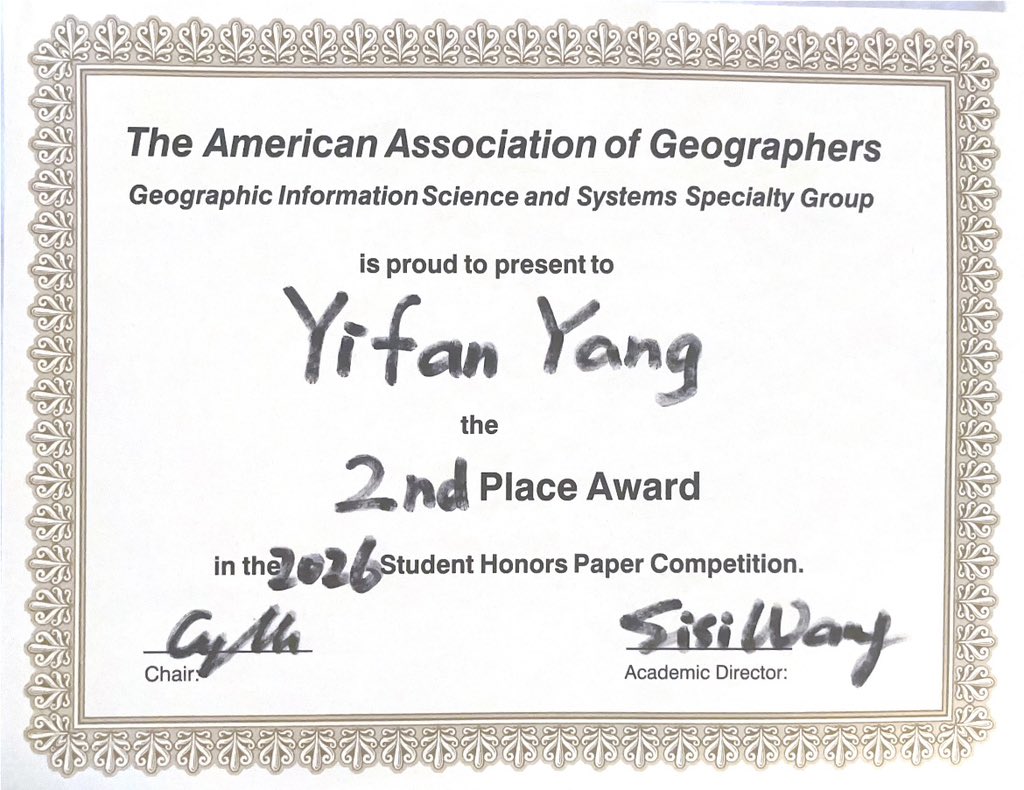 The American Association of Geographers
Geographic Information Science and Systems Specialty Group
is proud to present to
Yifan Yang
the
2nd Place Award
in the 2026 Student Honors Paper Competition.
Sisi Wang
Chair:
Academic Director: